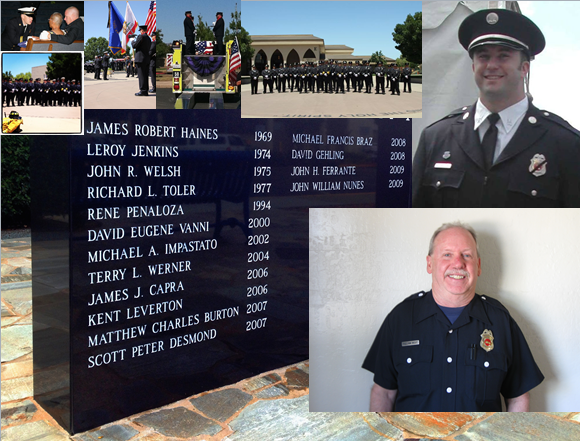 JAMES ROBERT HAINES 1969
LEROY JENKINS 1974
JOHN R. WELSH 1975
RICHARD L. TOLER 1977
RENE PENALOZA 1994
DAVID EUGENE VANNI 2000
MICHAEL A. IMPASTATO 2002
TERRY L. WERNER 2004
JAMES J. CAPRA 2006
KENT LEVERTON 2006
MATTHEW CHARLES BURTON 2007
SCOTT PETER DESMOND 2007
MICHAEL FRANCIS BRAZ 2008
DAVID GEHLING 2008
JOHN H. FERRANTE 2009
JOHN WILLIAM NUNES 2009